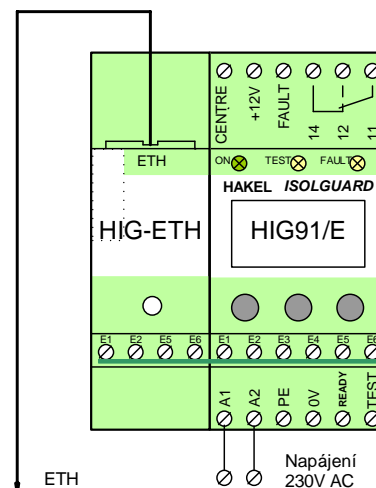 CENTRE +12V FAULT 14 12 11
ETH ON TEST FAULT
HAKEL ISOLGUARD
HIG-ETH HIG91/E
E1 E2 E5 E6 E1 E2 E3 E4 E5 E6
A1 A2 PE 0V READY TEST
ETH
Napájení
230V AC